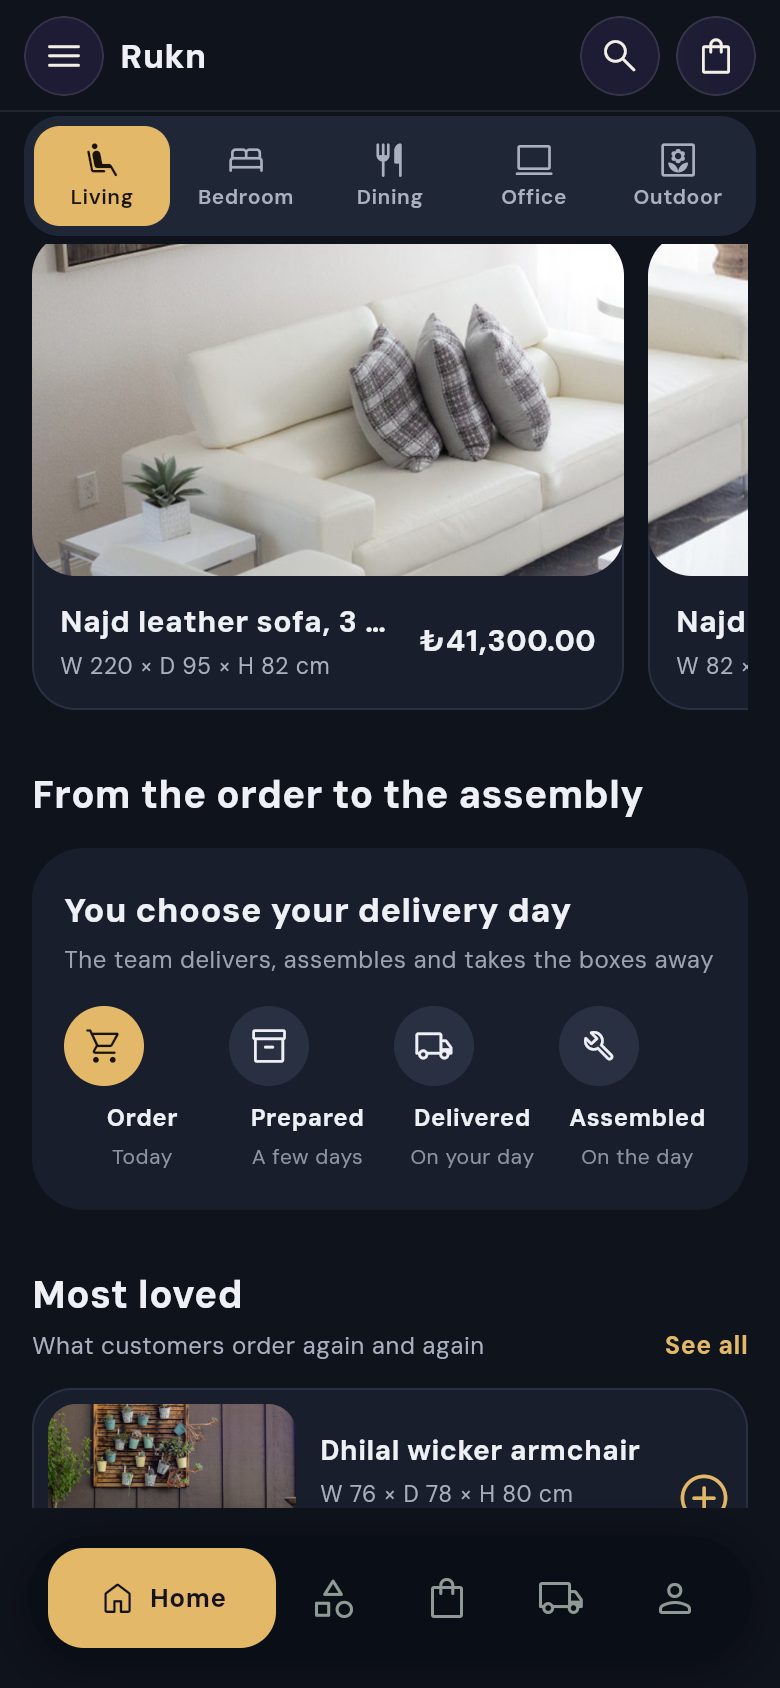 Rukn
Living
Bedroom
Dining
Office
Outdoor
Najd leather sofa, 3 ...
₺41,300.00
W 220 × D 95 × H 82 cm
Najd
W 82 ×
From the order to the assembly
You choose your delivery day
The team delivers, assembles and takes the boxes away
Order
Prepared
Delivered
Assembled
Today
A few days
On your day
On the day
Most loved
What customers order again and again
See all
Dhilal wicker armchair
W 76 × D 78 × H 80 cm
Home